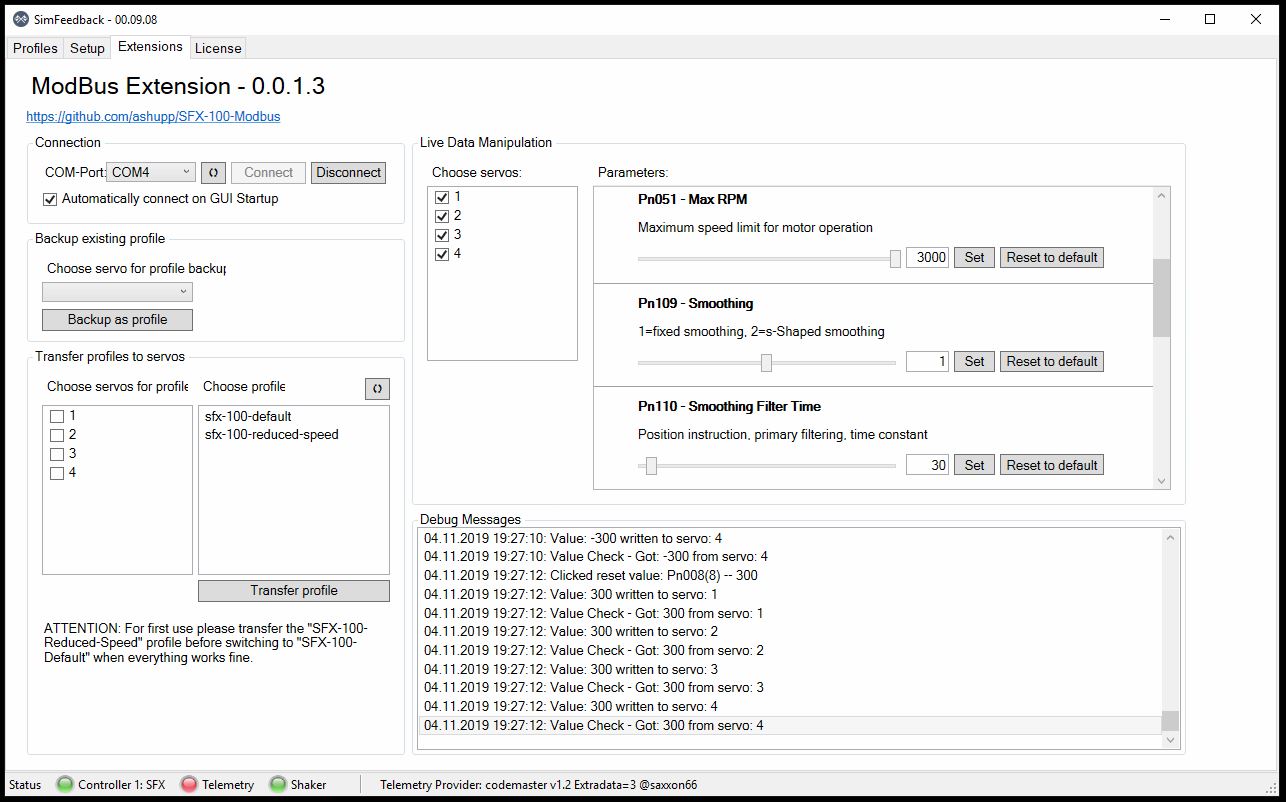 SimFeedback - 00.09.08
Profiles Setup Extensions License
ModBus Extension - 0.0.1.3
https://github.com/ashupp/SFX-100-Modbus
Connection
COM-Port: COM4 Connect Disconnect
Automatically connect on GUI Startup
Backup existing profile
Choose servo for profile backup
Backup as profile
Transfer profiles to servos
Choose servos for profile Choose profile
1
2
3
4
sfx-100-default
sfx-100-reduced-speed
Transfer profile
ATTENTION: For first use please transfer the "SFX-100-
Reduced-Speed" profile before switching to "SFX-100-
Default" when everything works fine.
Live Data Manipulation
Choose servos:
1
2
3
4
Parameters:
Pn051 - Max RPM
Maximum speed limit for motor operation
3000 Set Reset to default
Pn109 - Smoothing
1=fixed smoothing, 2=s-Shaped smoothing
1 Set Reset to default
Pn110 - Smoothing Filter Time
Position instruction, primary filtering, time constant
30 Set Reset to default
Debug Messages
04.11.2019 19:27:10: Value: -300 written to servo: 4
04.11.2019 19:27:10: Value Check - Got: -300 from servo: 4
04.11.2019 19:27:12: Clicked reset value: Pn008(8) -- 300
04.11.2019 19:27:12: Value: 300 written to servo: 1
04.11.2019 19:27:12: Value Check - Got: 300 from servo: 1
04.11.2019 19:27:12: Value: 300 written to servo: 2
04.11.2019 19:27:12: Value Check - Got: 300 from servo: 2
04.11.2019 19:27:12: Value: 300 written to servo: 3
04.11.2019 19:27:12: Value Check - Got: 300 from servo: 3
04.11.2019 19:27:12: Value: 300 written to servo: 4
04.11.2019 19:27:12: Value Check - Got: 300 from servo: 4
Status Controller 1: SFX Telemetry Shaker Telemetry Provider: codemaster v1.2 Extradata=3 @saxxon66